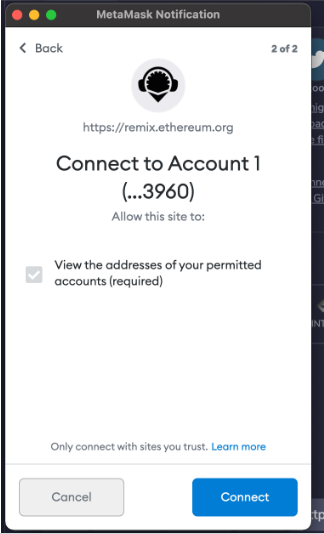 MetaMask Notification
Back
2 of 2
https://remix.ethereum.org
Connect to Account 1
(...3960)
Allow this site to:
View the addresses of your permitted
accounts (required)
Only connect with sites you trust. Learn more
Cancel
Connect